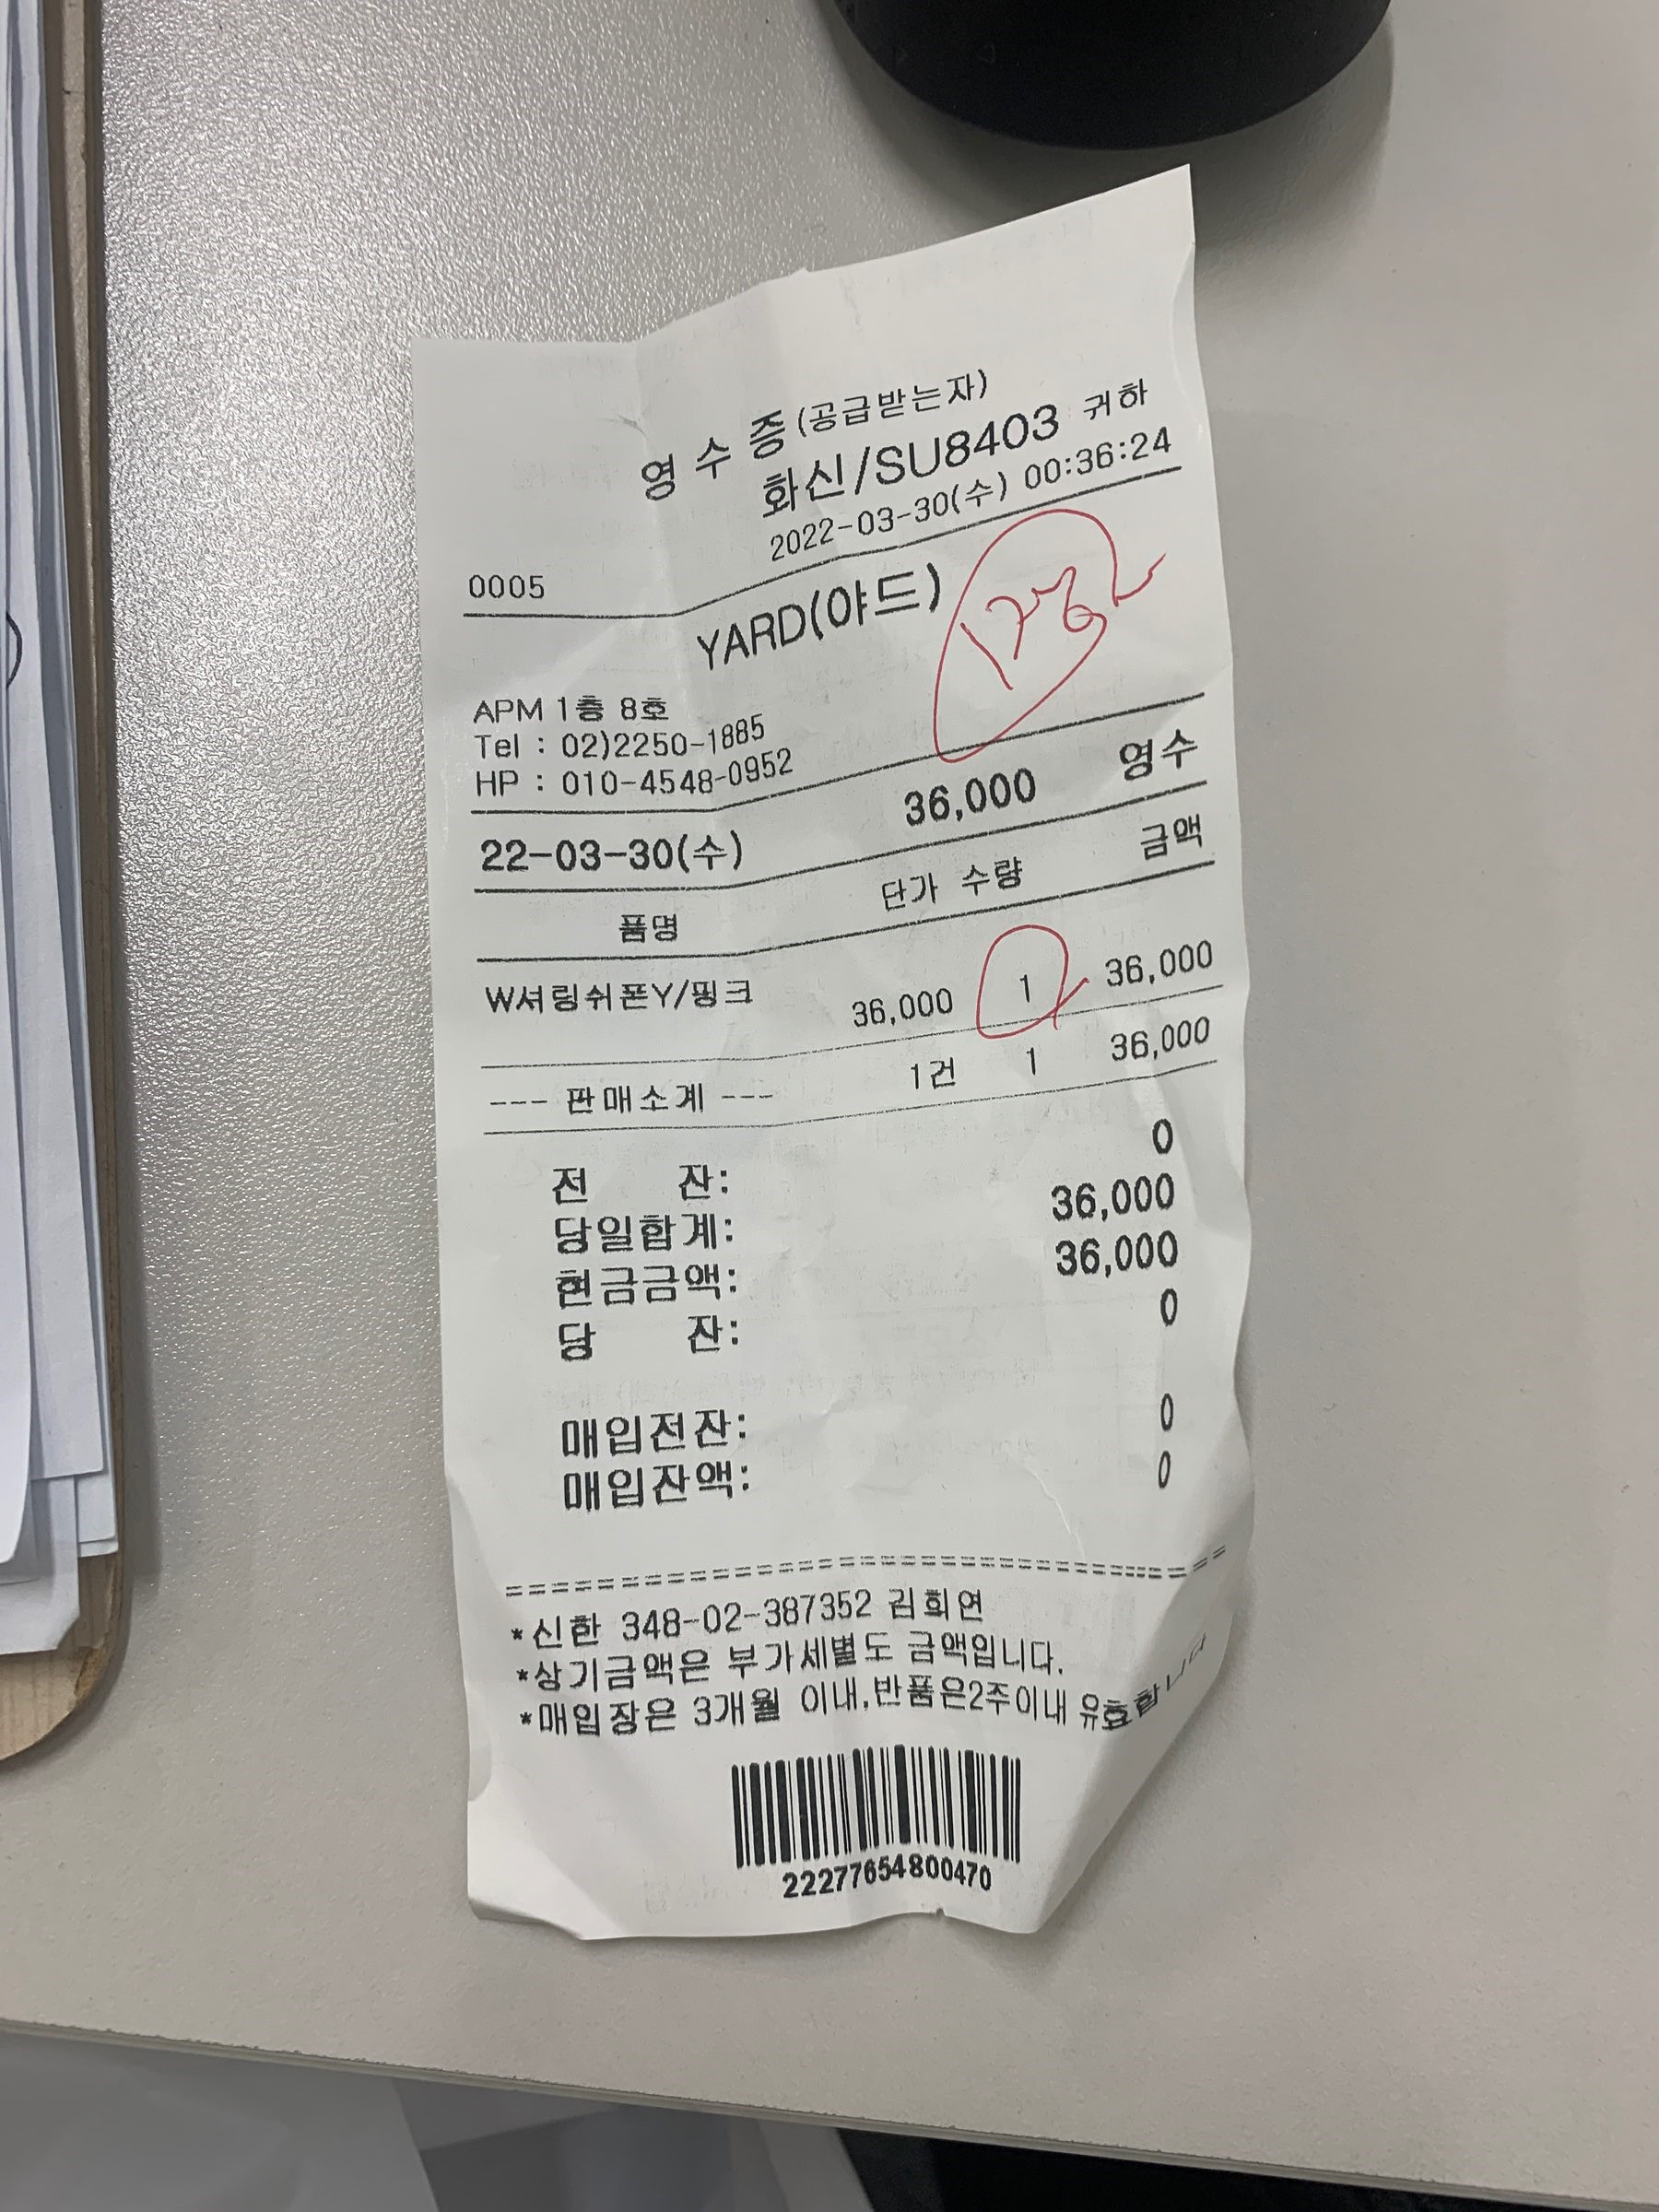 영 수 증 (공급받는자)
화신/SU8403 귀하
2022-03-30(수) 00:36:24
0005
YARD(야드)
APM 1층 8호
Tel : 02)2250-1885
HP : 010-4548-0952
22-03-30(수) 36,000 영수
품명 단가 수량 금액
W셔링쉬폰Y/핑크 36,000 1 36,000
--- 판매소계 --- 1건 1 36,000
전 잔: 0
당일합계: 36,000
현금금액: 36,000
당 잔: 0
매입전잔: 0
매입잔액: 0
==========================================
*신한 348-02-387352 김희연
*상기금액은 부가세별도 금액입니다.
*매입장은 3개월 이내,반품은2주이내 유효합니다
22277654800470